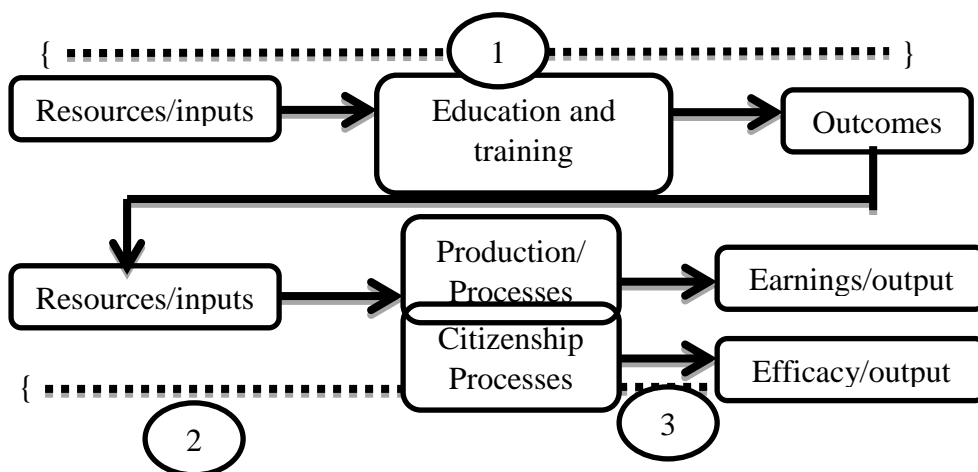 { 1 }
Resources/inputs
Education and
training
Outcomes
Resources/inputs
Production/
Processes
Earnings/output
Citizenship
Processes
Efficacy/output
{
2
3